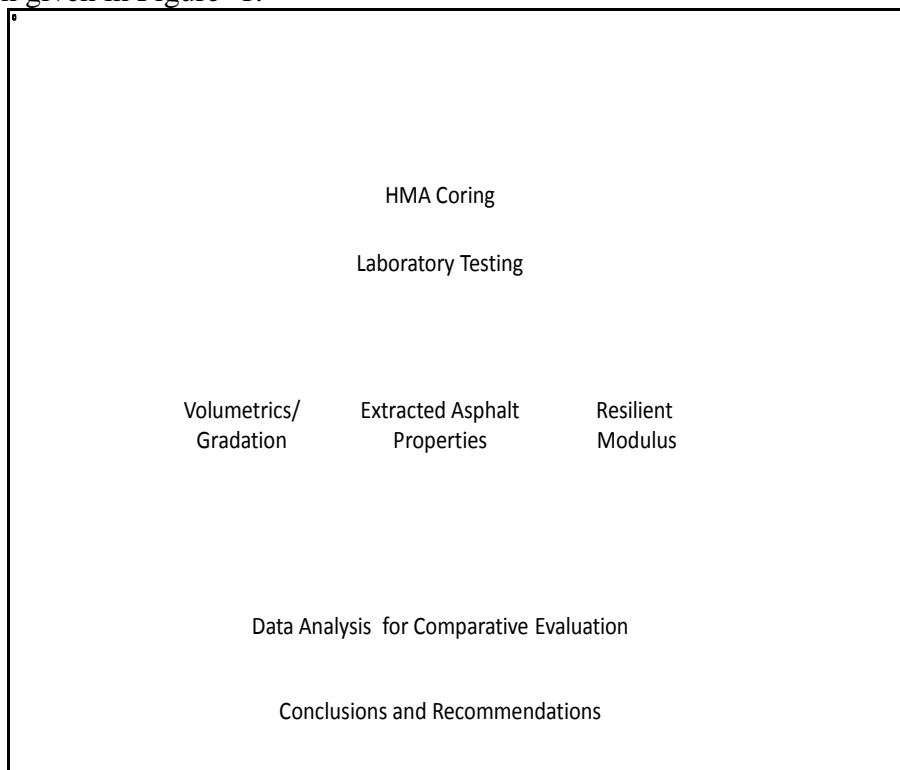 given in Figure 1.
HMA Coring
Laboratory Testing
Volumetrics/
Gradation
Extracted Asphalt
Properties
Resilient
Modulus
Data Analysis for Comparative Evaluation
Conclusions and Recommendations